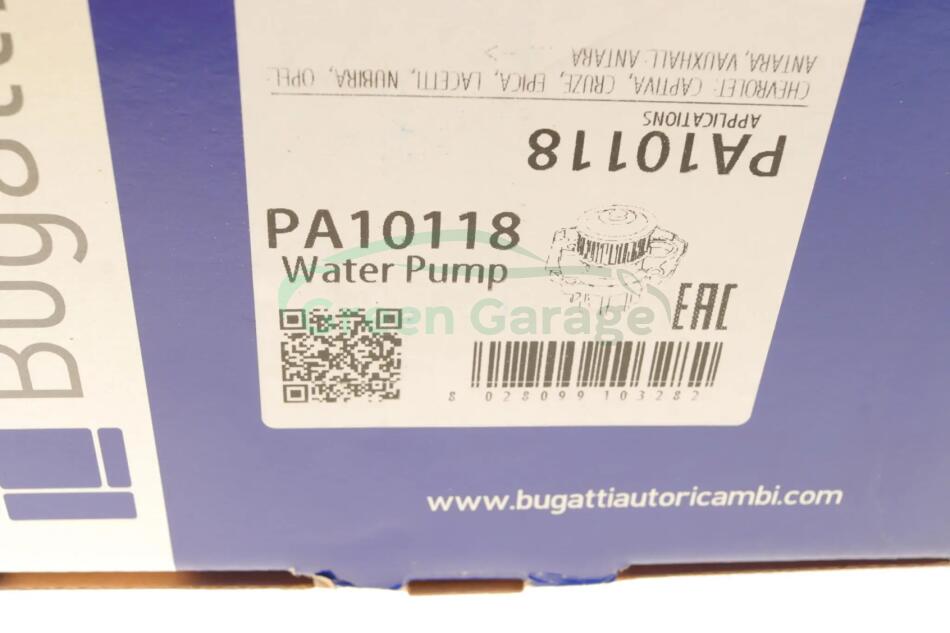 Bugatti
CHEVROLET: CAPTIVA, CRUZE, EPICA, LACETTI, NUBIRA, OPEL:
ANTARA, VAUXHALL: ANTARA
APPLICATIONS
PA10118
PA10118
Water Pump
Green Garage
EAC
8 028099 103282
www.bugattiautoricambi.com